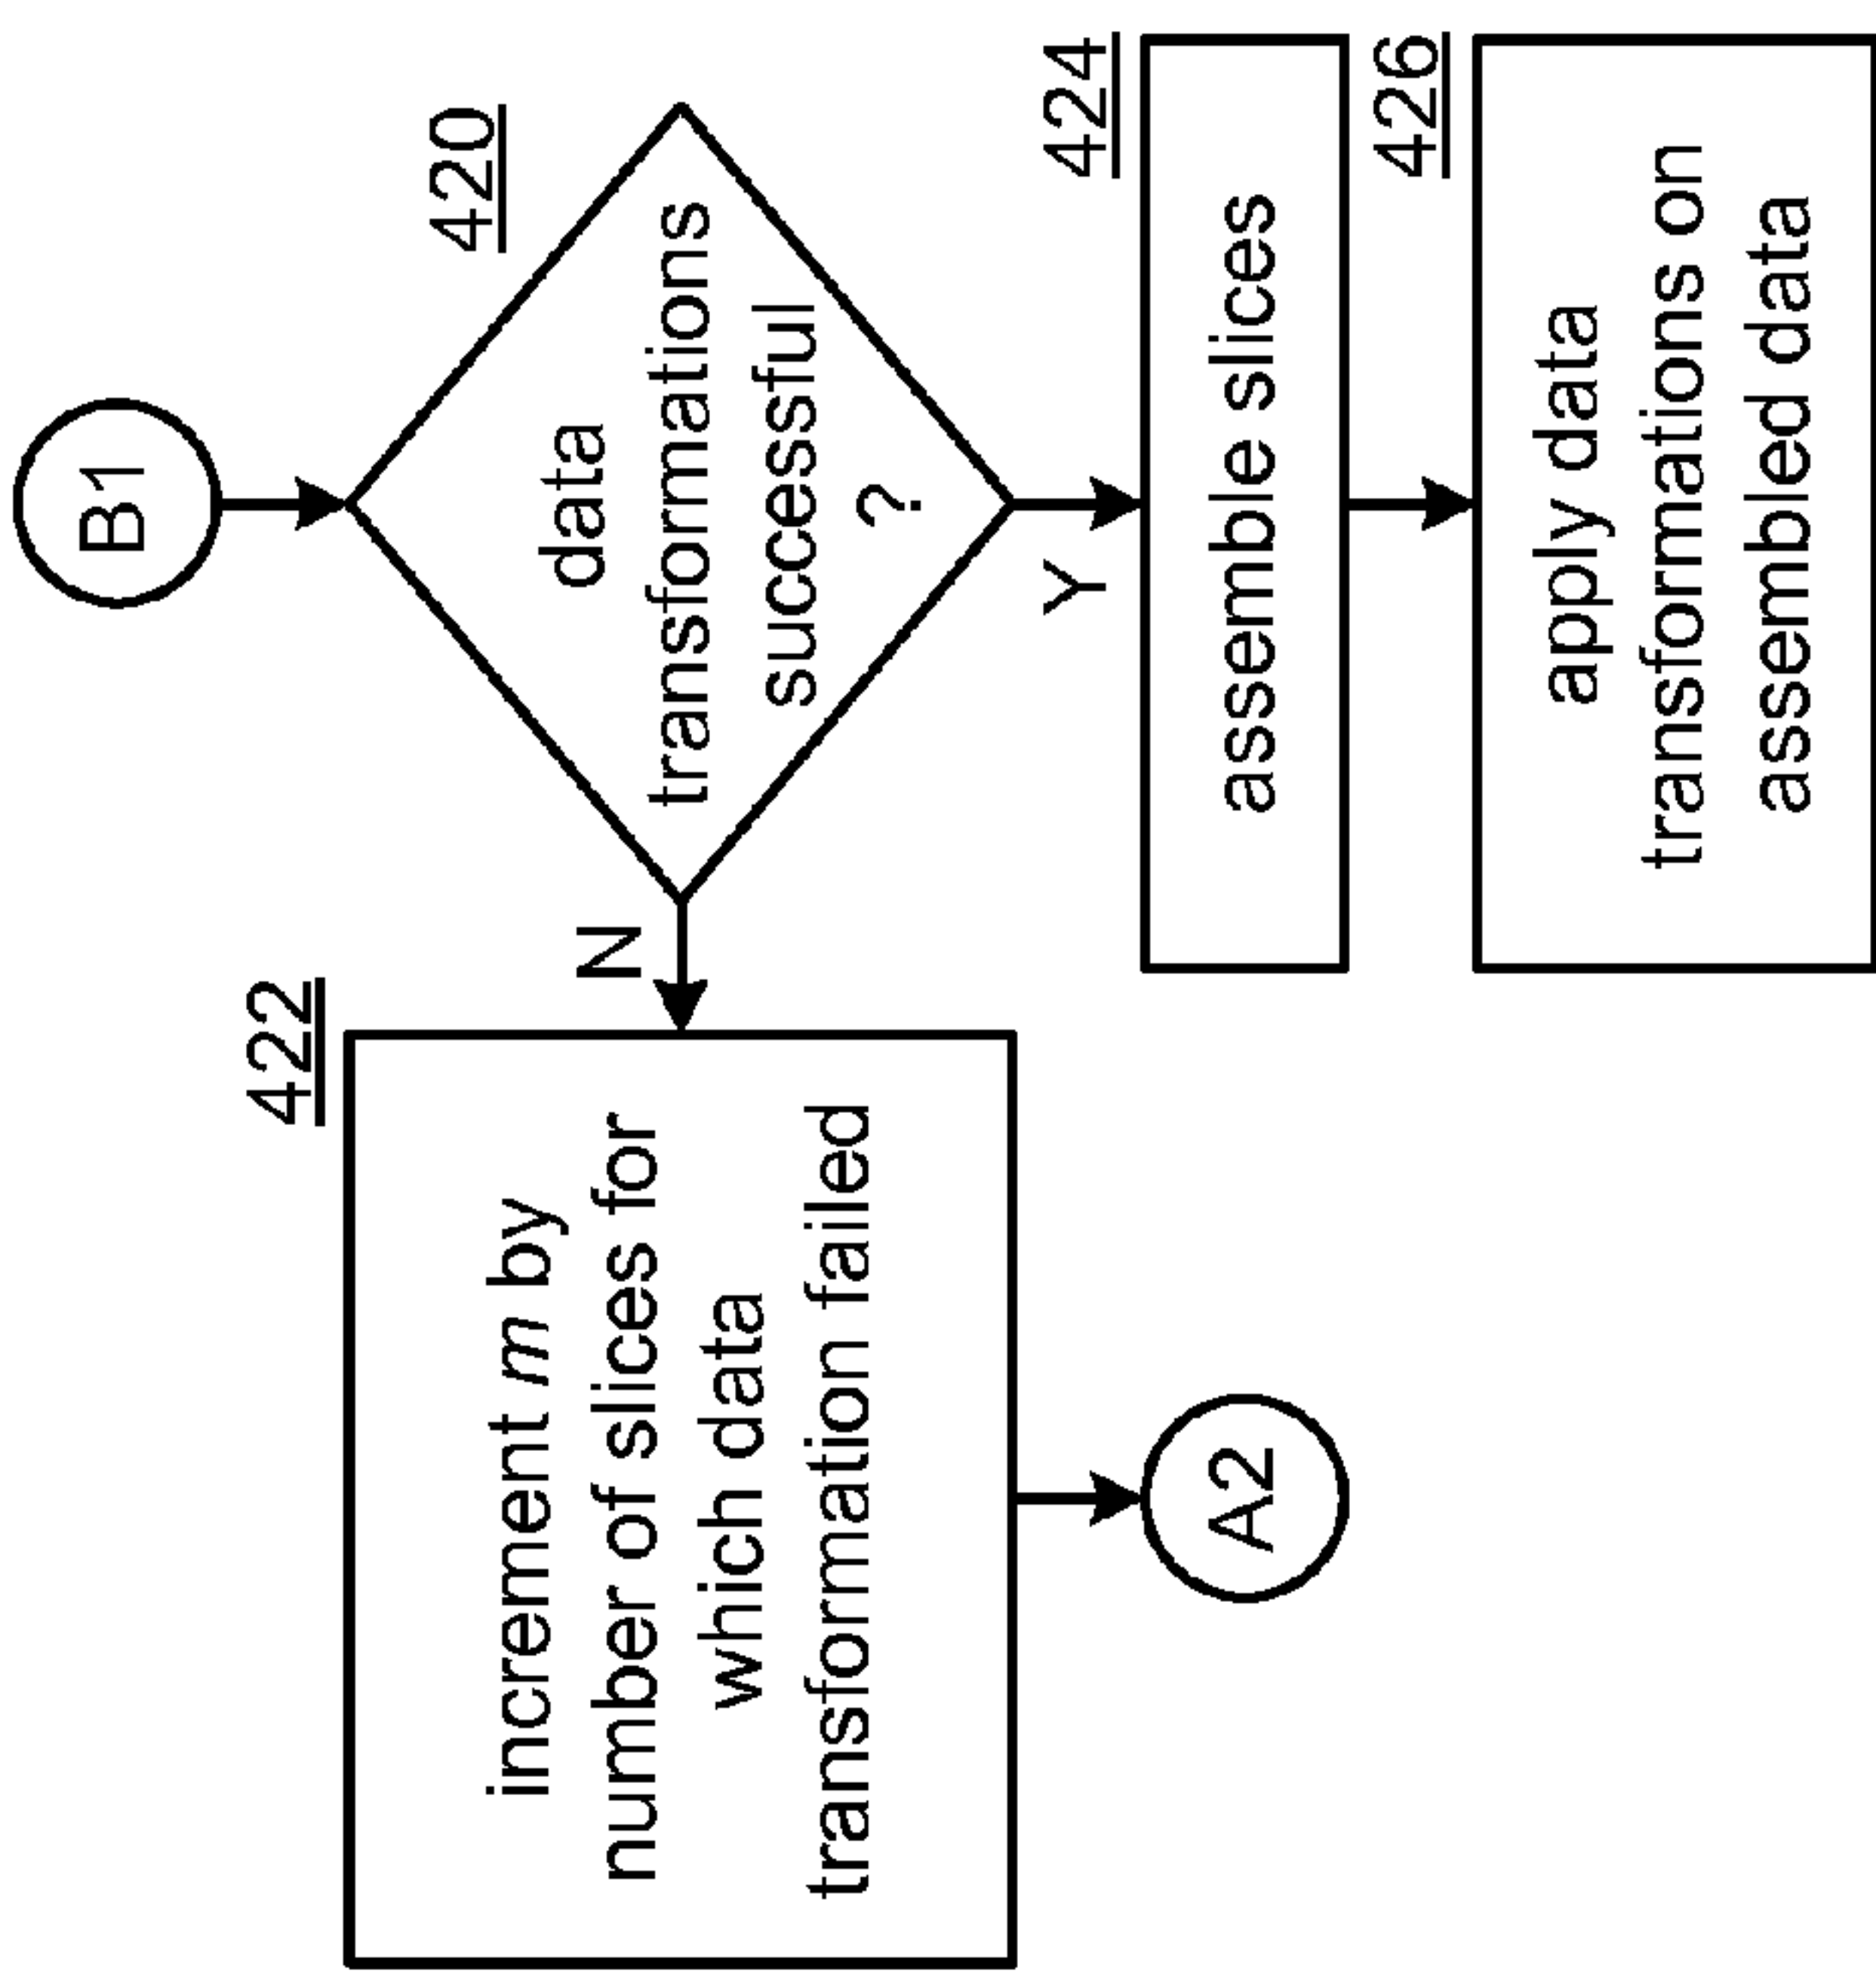 B1
420
data
transformations
successful
?
N
Y
422
increment m by
number of slices for
which data
transformation failed
A2
424
assemble slices
426
apply data
transformations on
assembled data